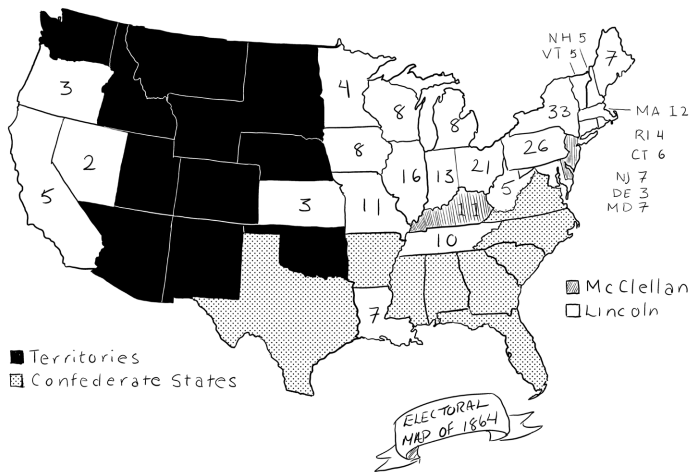 NH 5
VT 5
7
3
4
8
8
33
MA 12
RI 4
CT 6
NJ 7
DE 3
MD 7
2
8
26
5
16
13
21
5
3
11
11
10
7
McClellan
Lincoln
Territories
Confederate States
ELECTORAL
MAP OF 1864